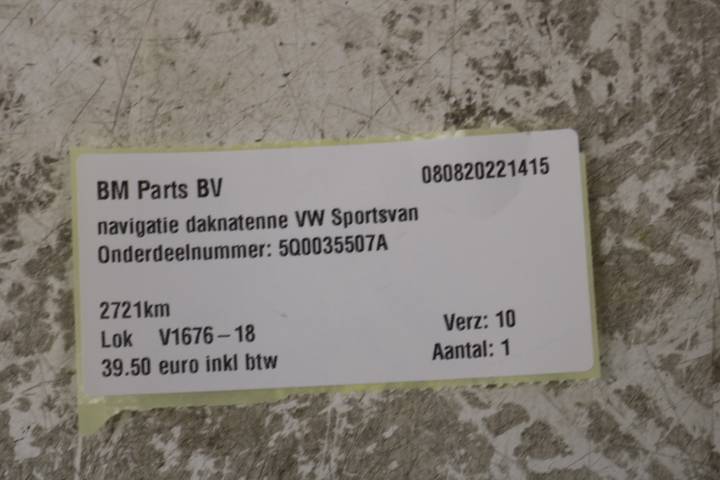 BM Parts BV 080820221415
navigatie daknatenne VW Sportsvan
Onderdeelnummer: 5Q0035507A
2721km
Lok V1676-18 Verz: 10
39.50 euro inkl btw Aantal: 1